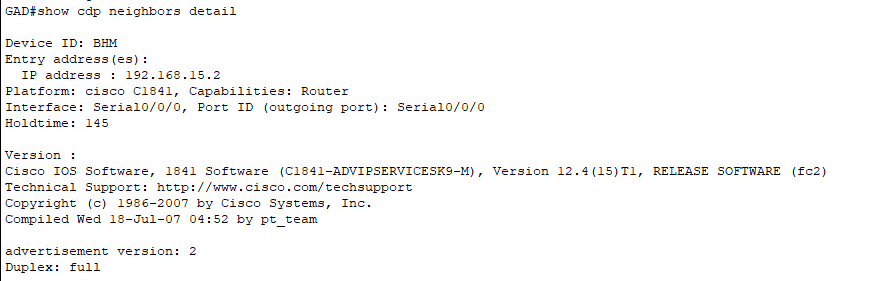 GAD#show cdp neighbors detail
Device ID: BHM
Entry address(es):
IP address : 192.168.15.2
Platform: cisco C1841, Capabilities: Router
Interface: Serial0/0/0, Port ID (outgoing port): Serial0/0/0
Holdtime: 145
Version :
Cisco IOS Software, 1841 Software (C1841-ADVIPSERVICESK9-M), Version 12.4(15)T1, RELEASE SOFTWARE (fc2)
Technical Support: http://www.cisco.com/techsupport
Copyright (c) 1986-2007 by Cisco Systems, Inc.
Compiled Wed 18-Jul-07 04:52 by pt_team
advertisement version: 2
Duplex: full